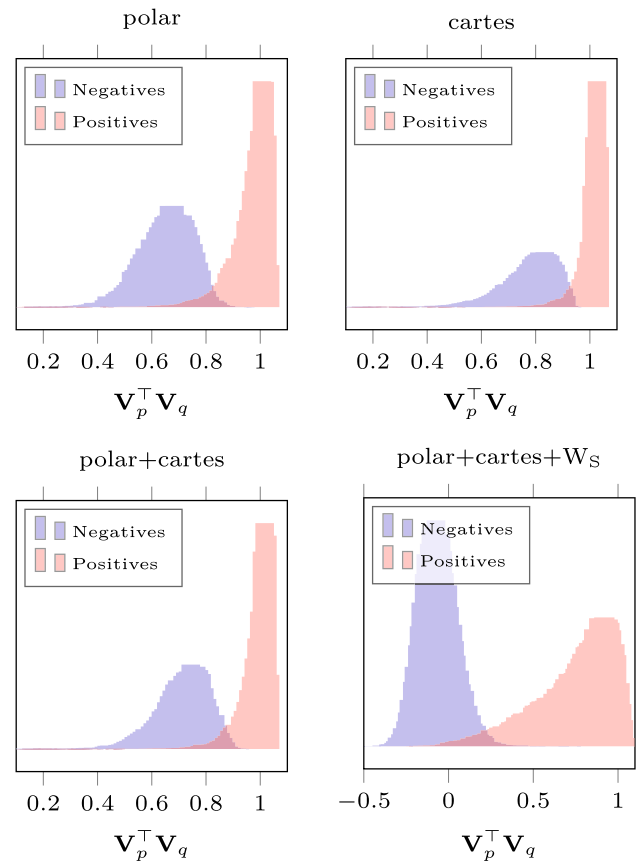 polar
Negatives
Positives
0.2 0.4 0.6 0.8 1
V_p^⊤ V_q
cartes
Negatives
Positives
0.2 0.4 0.6 0.8 1
V_p^⊤ V_q
polar+cartes
Negatives
Positives
0.2 0.4 0.6 0.8 1
V_p^⊤ V_q
polar+cartes+W_S
Negatives
Positives
−0.5 0 0.5 1
V_p^⊤ V_q